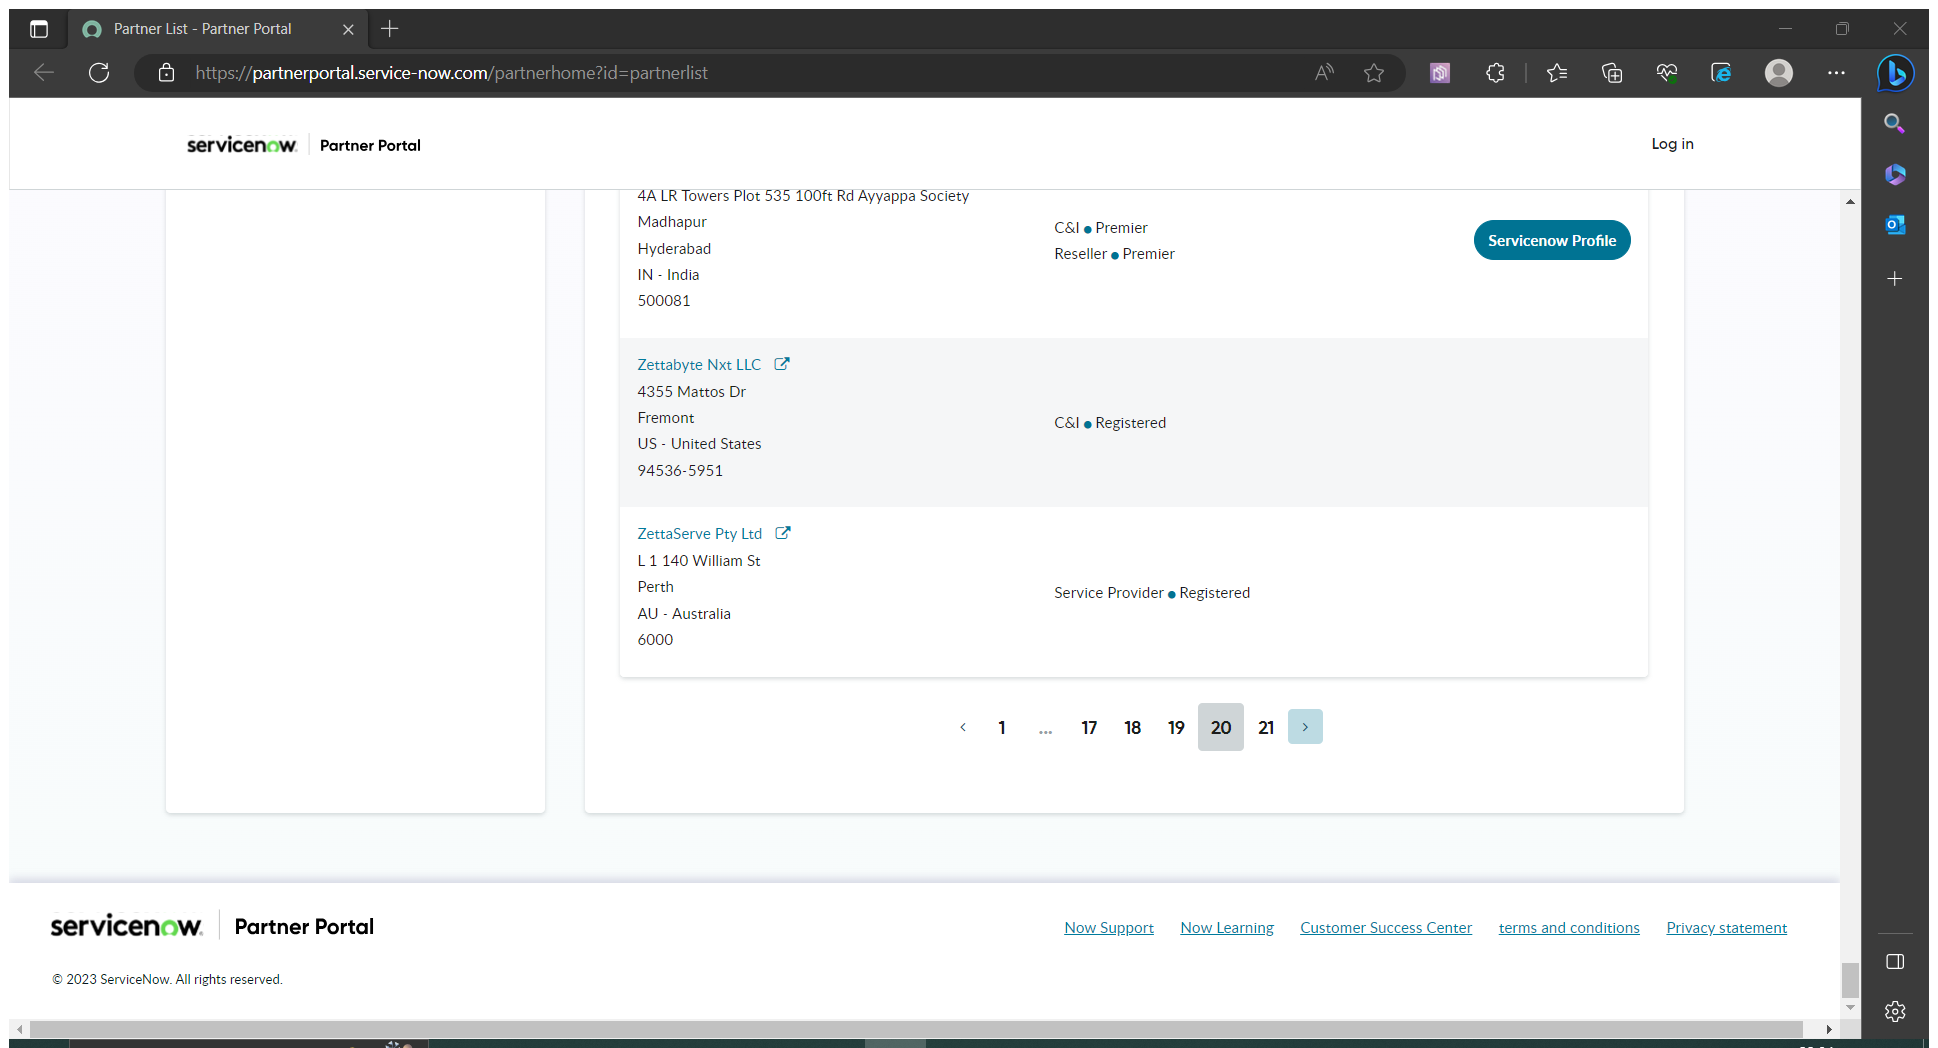 Partner List - Partner Portal
https://partnerportal.service-now.com/partnerhome?id=partnerlist
servicenow. Partner Portal
Log in
4A LR Towers Plot 535 100ft Rd Ayyappa Society
Madhapur
Hyderabad
IN - India
500081
C&I ● Premier
Reseller ● Premier
Servicenow Profile
Zettabyte Nxt LLC
4355 Mattos Dr
Fremont
US - United States
94536-5951
C&I ● Registered
ZettaServe Pty Ltd
L 1 140 William St
Perth
AU - Australia
6000
Service Provider ● Registered
‹ 1 ... 17 18 19 20 21 ›
servicenow. Partner Portal
Now Support Now Learning Customer Success Center terms and conditions Privacy statement
© 2023 ServiceNow. All rights reserved.